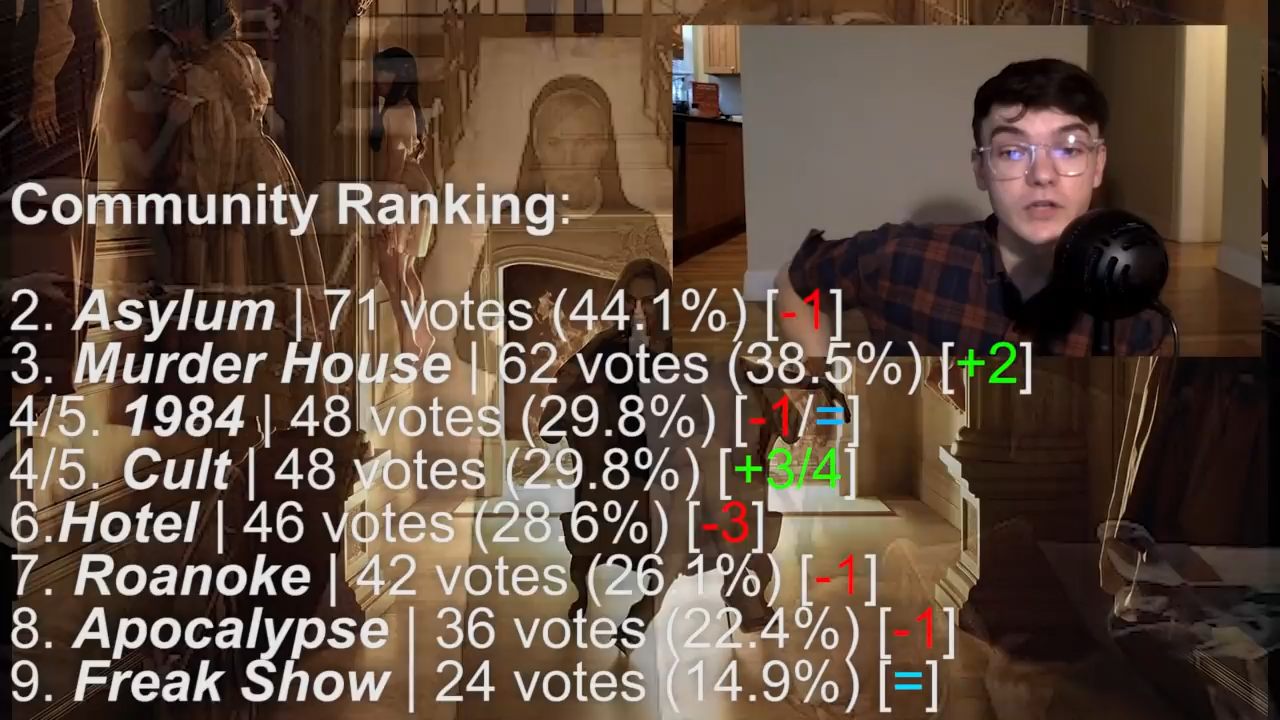 Community Ranking:
2. Asylum | 71 votes (44.1%) [-1]
3. Murder House | 62 votes (38.5%) [+2]
4/5. 1984 | 48 votes (29.8%) [-1/=]
4/5. Cult | 48 votes (29.8%) [+3/4]
6.Hotel | 46 votes (28.6%) [-3]
7. Roanoke | 42 votes (26.1%) [-1]
8. Apocalypse | 36 votes (22.4%) [-1]
9. Freak Show | 24 votes (14.9%) [=]